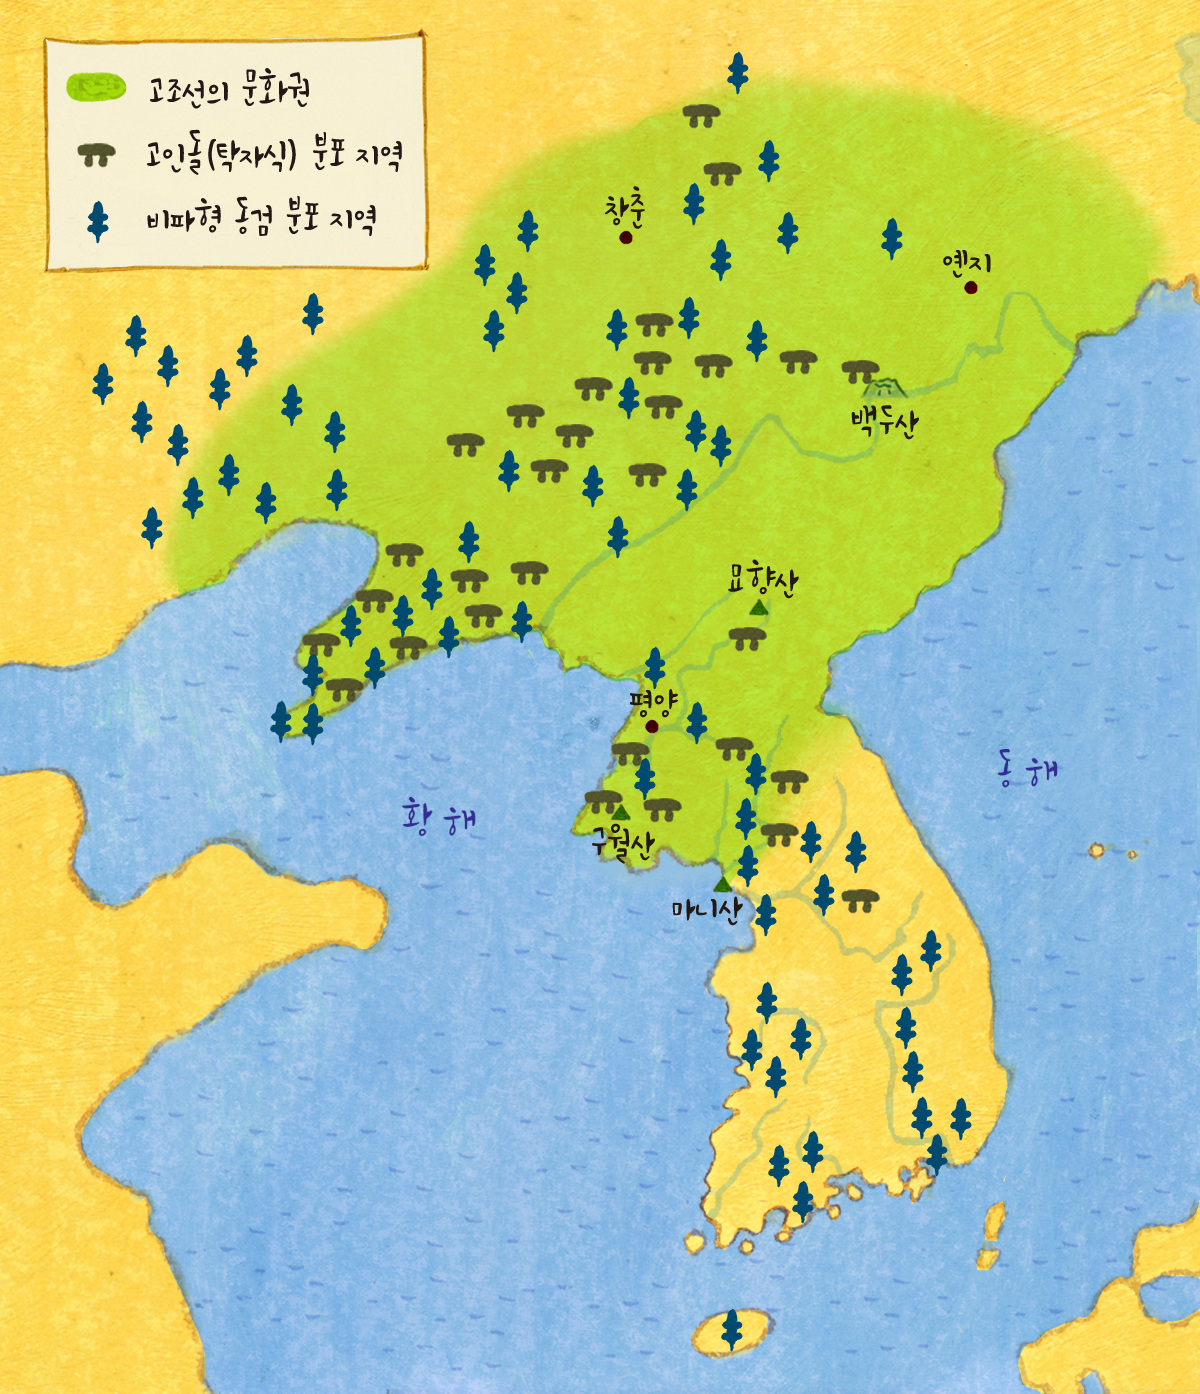 고조선의 문화권
고인돌(탁자식) 분포 지역
비파형 동검 분포 지역
창춘
옌지
백두산
묘향산
평양
동해
황해
구월산
마니산